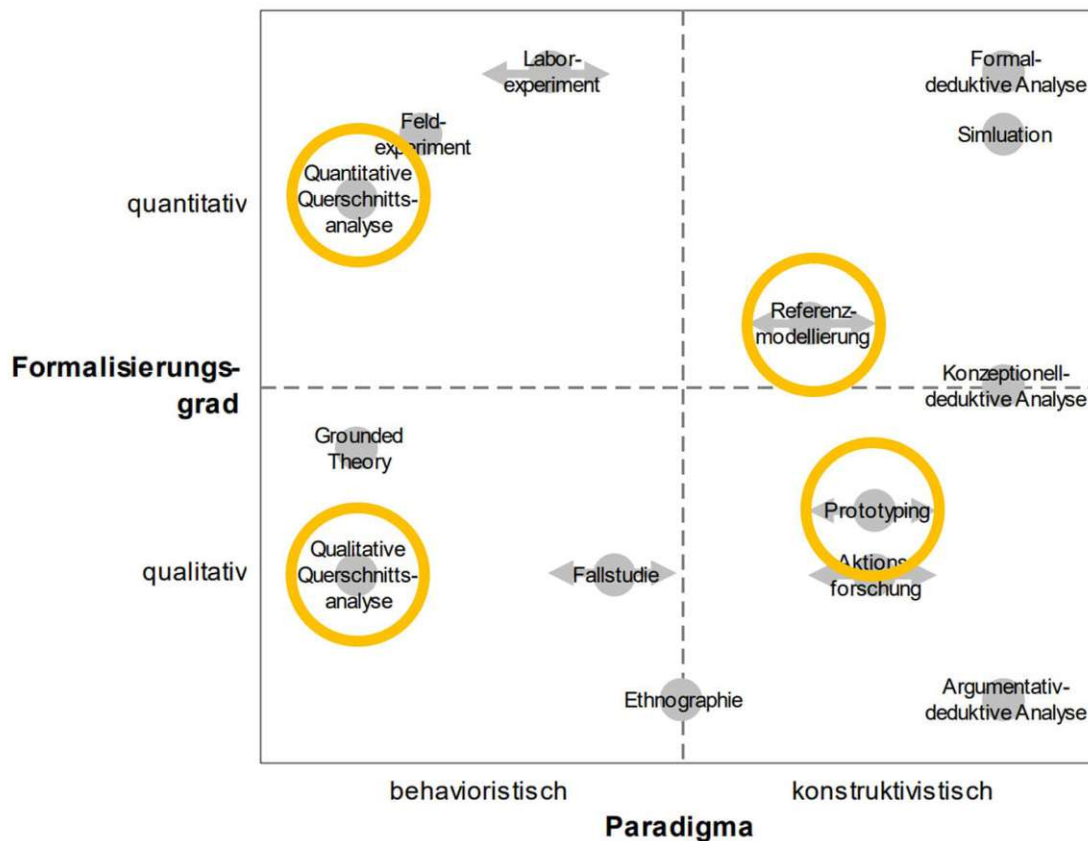 Labor-
experiment
Formal-
deduktive Analyse
Feld-
experiment
Simluation
Quantitative
Querschnitts-
analyse
quantitativ
Referenz-
modellierung
Formalisierungs-
grad
Konzeptionell-
deduktive Analyse
Grounded
Theory
Prototyping
Qualitative
Querschnitts-
analyse
qualitativ
Fallstudie
Aktions-
forschung
Ethnographie
Argumentativ-
deduktive Analyse
behavioristisch
konstruktivistisch
Paradigma